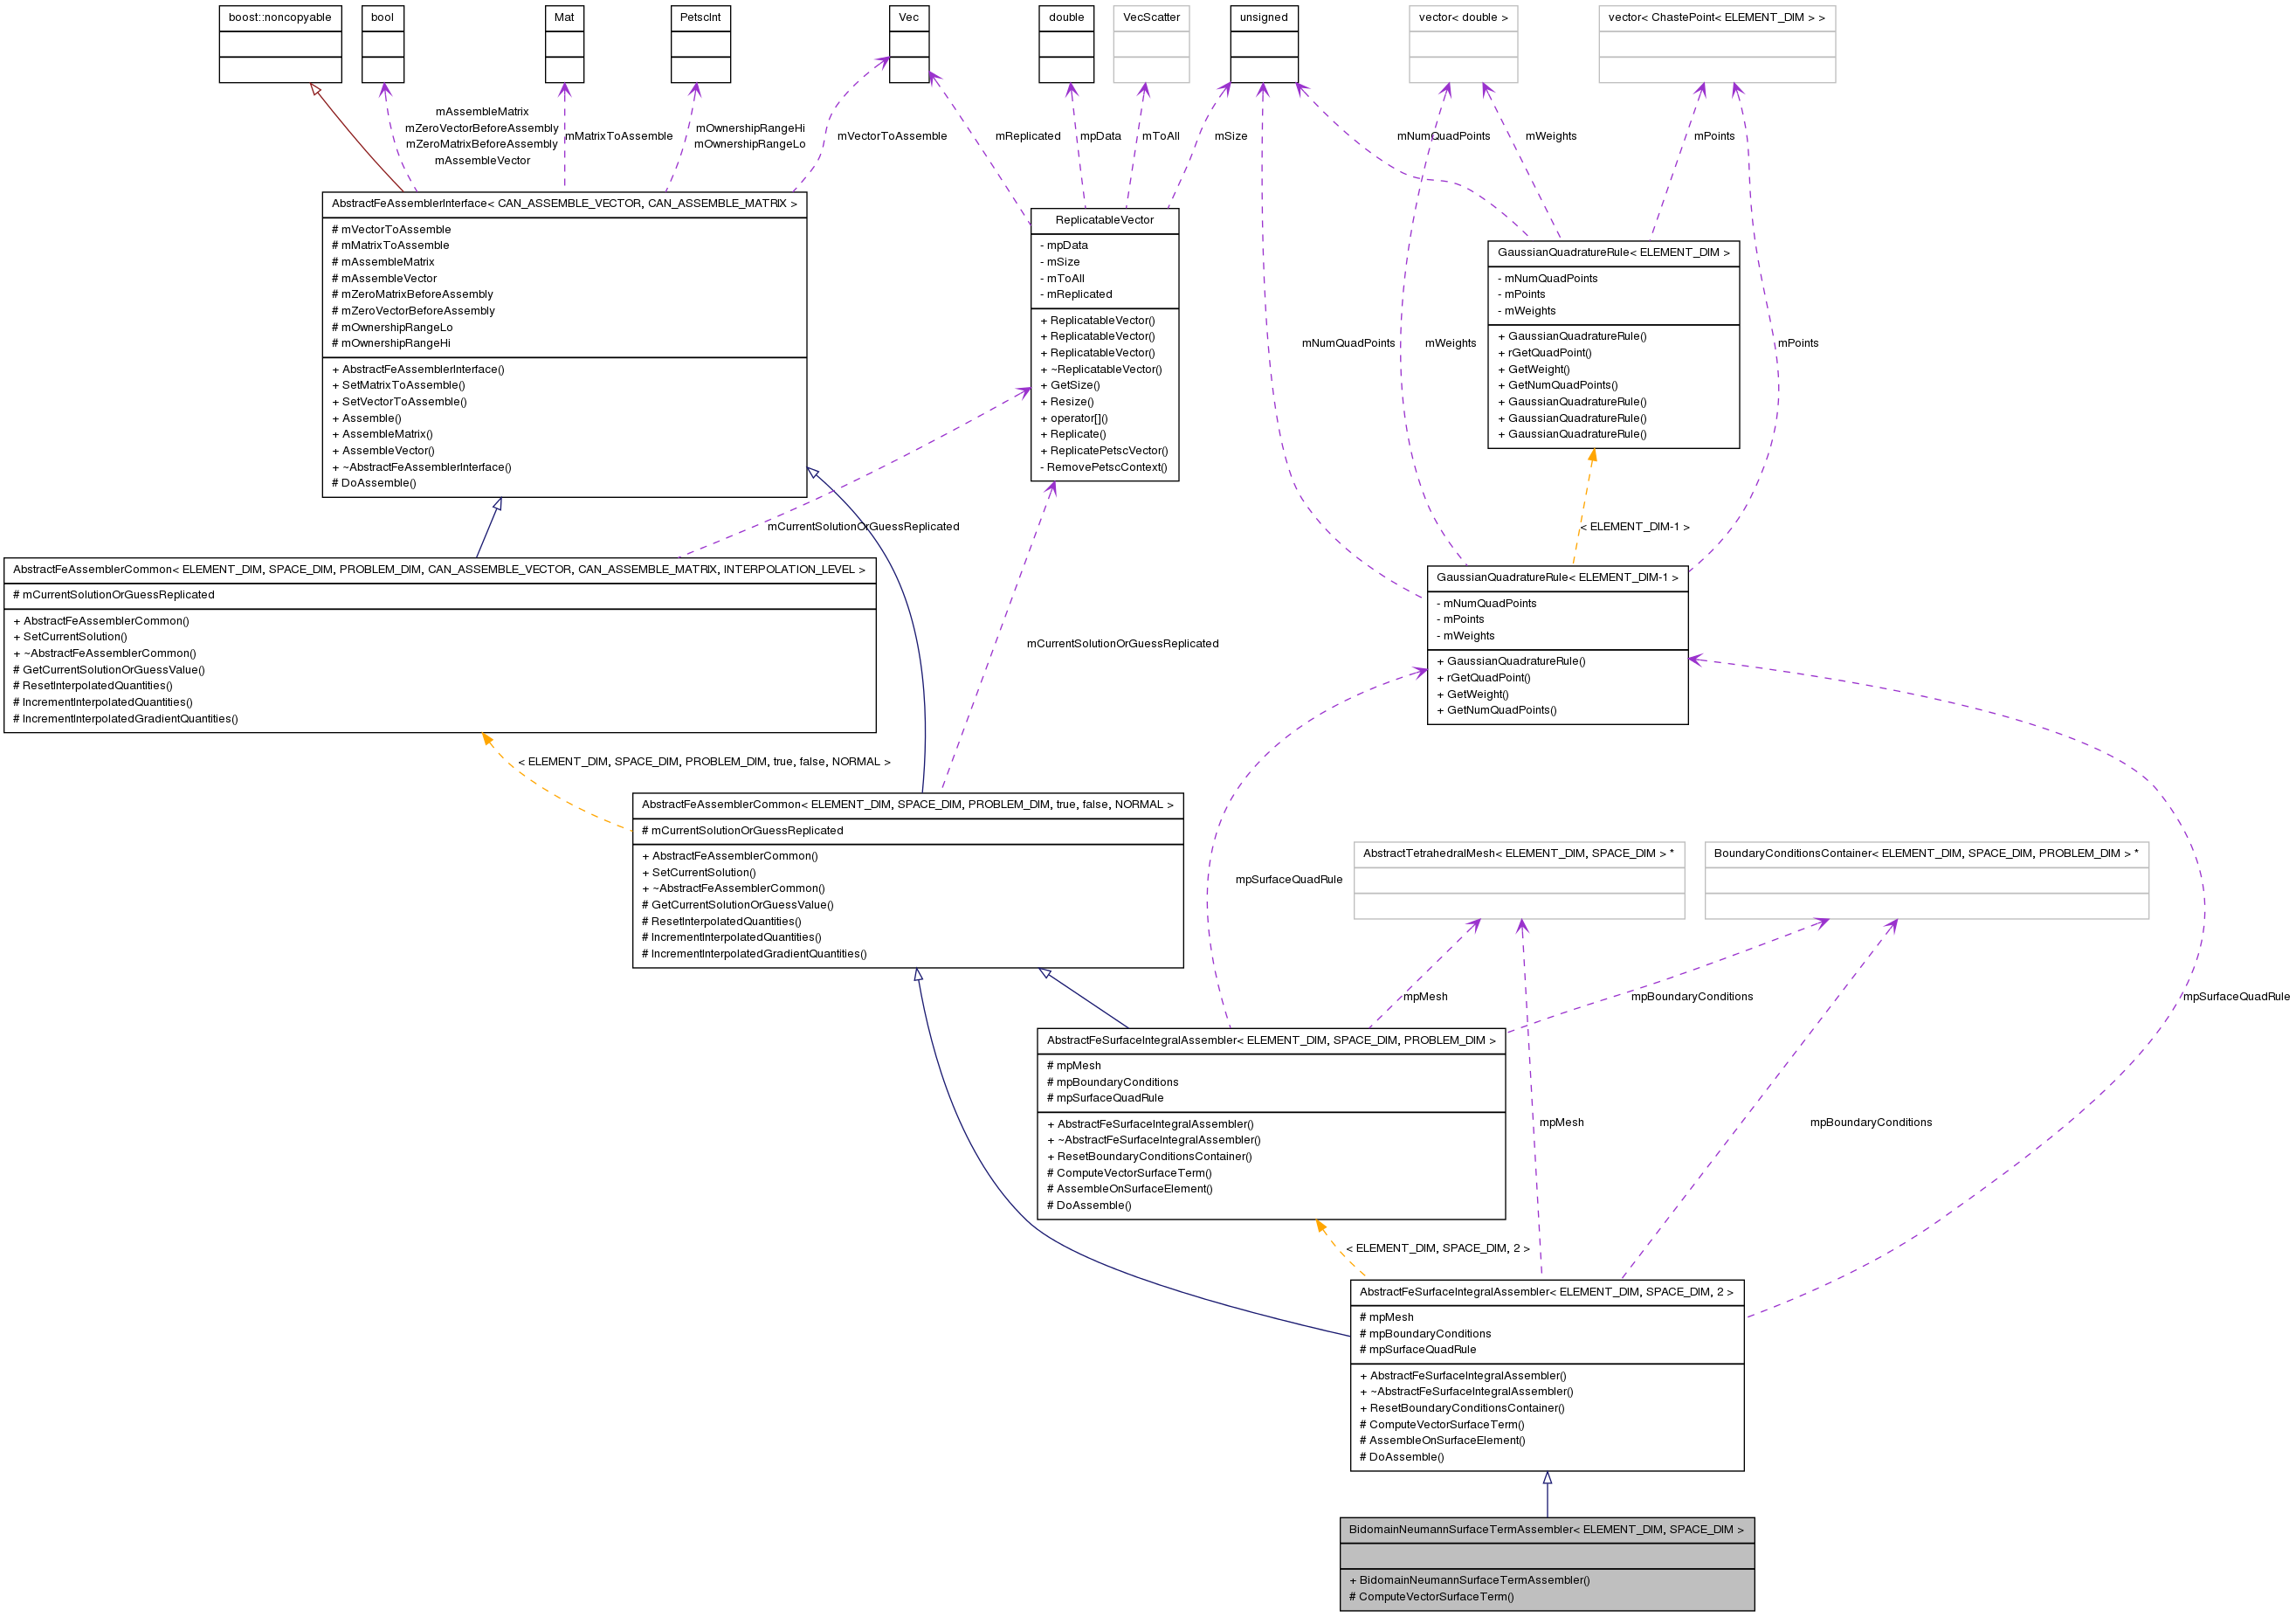 boost::noncopyable
bool
Mat
PetscInt
Vec
double
VecScatter
unsigned
vector< double >
vector< ChastePoint< ELEMENT_DIM > >
mAssembleMatrix
mZeroVectorBeforeAssembly
mZeroMatrixBeforeAssembly
mAssembleVector
mMatrixToAssemble
mOwnershipRangeHi
mOwnershipRangeLo
mVectorToAssemble
mReplicated
mpData
mToAll
mSize
mNumQuadPoints
mWeights
mPoints
AbstractFeAssemblerInterface< CAN_ASSEMBLE_VECTOR, CAN_ASSEMBLE_MATRIX >
# mVectorToAssemble
# mMatrixToAssemble
# mAssembleMatrix
# mAssembleVector
# mZeroMatrixBeforeAssembly
# mZeroVectorBeforeAssembly
# mOwnershipRangeLo
# mOwnershipRangeHi
+ AbstractFeAssemblerInterface()
+ SetMatrixToAssemble()
+ SetVectorToAssemble()
+ Assemble()
+ AssembleMatrix()
+ AssembleVector()
+ ~AbstractFeAssemblerInterface()
# DoAssemble()
ReplicatableVector
- mpData
- mSize
- mToAll
- mReplicated
+ ReplicatableVector()
+ ReplicatableVector()
+ ReplicatableVector()
+ ~ReplicatableVector()
+ GetSize()
+ Resize()
+ operator[]()
+ Replicate()
+ ReplicatePetscVector()
- RemovePetscContext()
GaussianQuadratureRule< ELEMENT_DIM >
- mNumQuadPoints
- mPoints
- mWeights
+ GaussianQuadratureRule()
+ rGetQuadPoint()
+ GetWeight()
+ GetNumQuadPoints()
+ GaussianQuadratureRule()
+ GaussianQuadratureRule()
+ GaussianQuadratureRule()
mNumQuadPoints
mWeights
mPoints
mCurrentSolutionOrGuessReplicated
< ELEMENT_DIM-1 >
AbstractFeAssemblerCommon< ELEMENT_DIM, SPACE_DIM, PROBLEM_DIM, CAN_ASSEMBLE_VECTOR, CAN_ASSEMBLE_MATRIX, INTERPOLATION_LEVEL >
# mCurrentSolutionOrGuessReplicated
+ AbstractFeAssemblerCommon()
+ SetCurrentSolution()
+ ~AbstractFeAssemblerCommon()
# GetCurrentSolutionOrGuessValue()
# ResetInterpolatedQuantities()
# IncrementInterpolatedQuantities()
# IncrementInterpolatedGradientQuantities()
GaussianQuadratureRule< ELEMENT_DIM-1 >
- mNumQuadPoints
- mPoints
- mWeights
+ GaussianQuadratureRule()
+ rGetQuadPoint()
+ GetWeight()
+ GetNumQuadPoints()
mCurrentSolutionOrGuessReplicated
< ELEMENT_DIM, SPACE_DIM, PROBLEM_DIM, true, false, NORMAL >
AbstractFeAssemblerCommon< ELEMENT_DIM, SPACE_DIM, PROBLEM_DIM, true, false, NORMAL >
# mCurrentSolutionOrGuessReplicated
+ AbstractFeAssemblerCommon()
+ SetCurrentSolution()
+ ~AbstractFeAssemblerCommon()
# GetCurrentSolutionOrGuessValue()
# ResetInterpolatedQuantities()
# IncrementInterpolatedQuantities()
# IncrementInterpolatedGradientQuantities()
mpSurfaceQuadRule
AbstractTetrahedralMesh< ELEMENT_DIM, SPACE_DIM > *
BoundaryConditionsContainer< ELEMENT_DIM, SPACE_DIM, PROBLEM_DIM > *
mpMesh
mpBoundaryConditions
mpSurfaceQuadRule
AbstractFeSurfaceIntegralAssembler< ELEMENT_DIM, SPACE_DIM, PROBLEM_DIM >
# mpMesh
# mpBoundaryConditions
# mpSurfaceQuadRule
+ AbstractFeSurfaceIntegralAssembler()
+ ~AbstractFeSurfaceIntegralAssembler()
+ ResetBoundaryConditionsContainer()
# ComputeVectorSurfaceTerm()
# AssembleOnSurfaceElement()
# DoAssemble()
mpMesh
mpBoundaryConditions
< ELEMENT_DIM, SPACE_DIM, 2 >
AbstractFeSurfaceIntegralAssembler< ELEMENT_DIM, SPACE_DIM, 2 >
# mpMesh
# mpBoundaryConditions
# mpSurfaceQuadRule
+ AbstractFeSurfaceIntegralAssembler()
+ ~AbstractFeSurfaceIntegralAssembler()
+ ResetBoundaryConditionsContainer()
# ComputeVectorSurfaceTerm()
# AssembleOnSurfaceElement()
# DoAssemble()
BidomainNeumannSurfaceTermAssembler< ELEMENT_DIM, SPACE_DIM >
+ BidomainNeumannSurfaceTermAssembler()
# ComputeVectorSurfaceTerm()